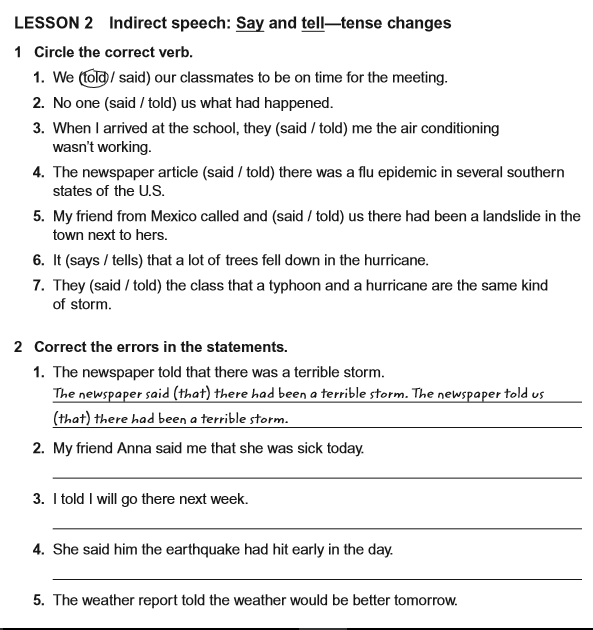 LESSON 2 Indirect speech: Say and tell—tense changes
1 Circle the correct verb.
1. We (told / said) our classmates to be on time for the meeting.
2. No one (said / told) us what had happened.
3. When I arrived at the school, they (said / told) me the air conditioning
wasn't working.
4. The newspaper article (said / told) there was a flu epidemic in several southern
states of the U.S.
5. My friend from Mexico called and (said / told) us there had been a landslide in the
town next to hers.
6. It (says / tells) that a lot of trees fell down in the hurricane.
7. They (said / told) the class that a typhoon and a hurricane are the same kind
of storm.
2 Correct the errors in the statements.
1. The newspaper told that there was a terrible storm.
The newspaper said (that) there had been a terrible storm. The newspaper told us
(that) there had been a terrible storm.
2. My friend Anna said me that she was sick today.
3. I told I will go there next week.
4. She said him the earthquake had hit early in the day.
5. The weather report told the weather would be better tomorrow.